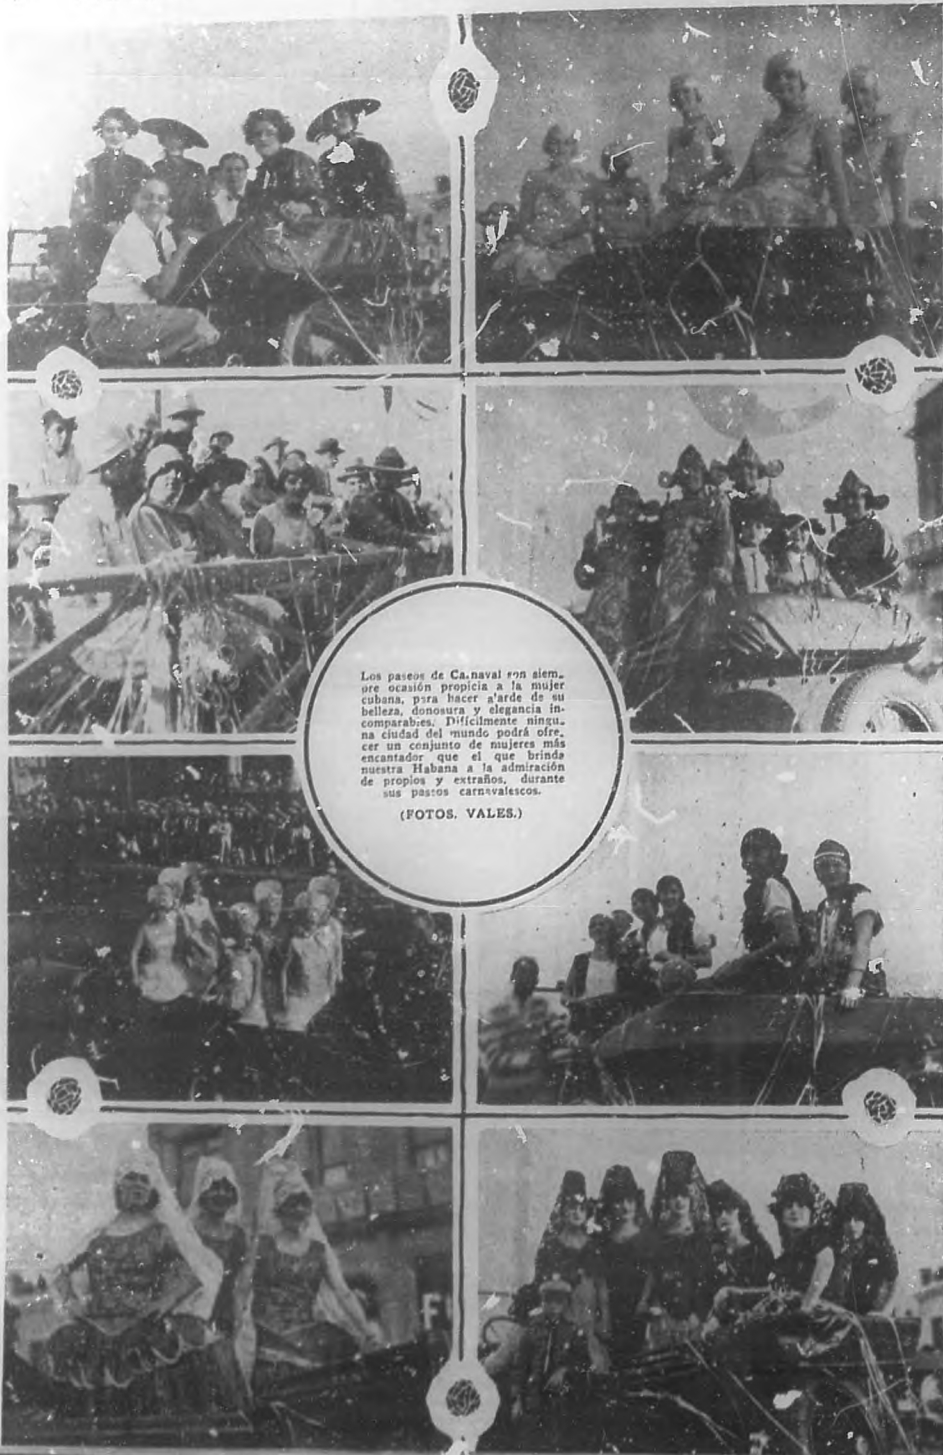 Los paseos de Ca.naval son siem-
pre ocasión propicia a la mujer
cubana, para hacer a'arde de su
belleza, donosura y elegancia in-
comparables. Difícilmente ningu-
na ciudad del mundo podrá ofre-
cer un conjunto de mujeres más
encantador que el que brinda
nuestra Habana a la admiración
de propios y extraños, durante
sus paseos carnavalescos.
(FOTOS. VALES.)
F